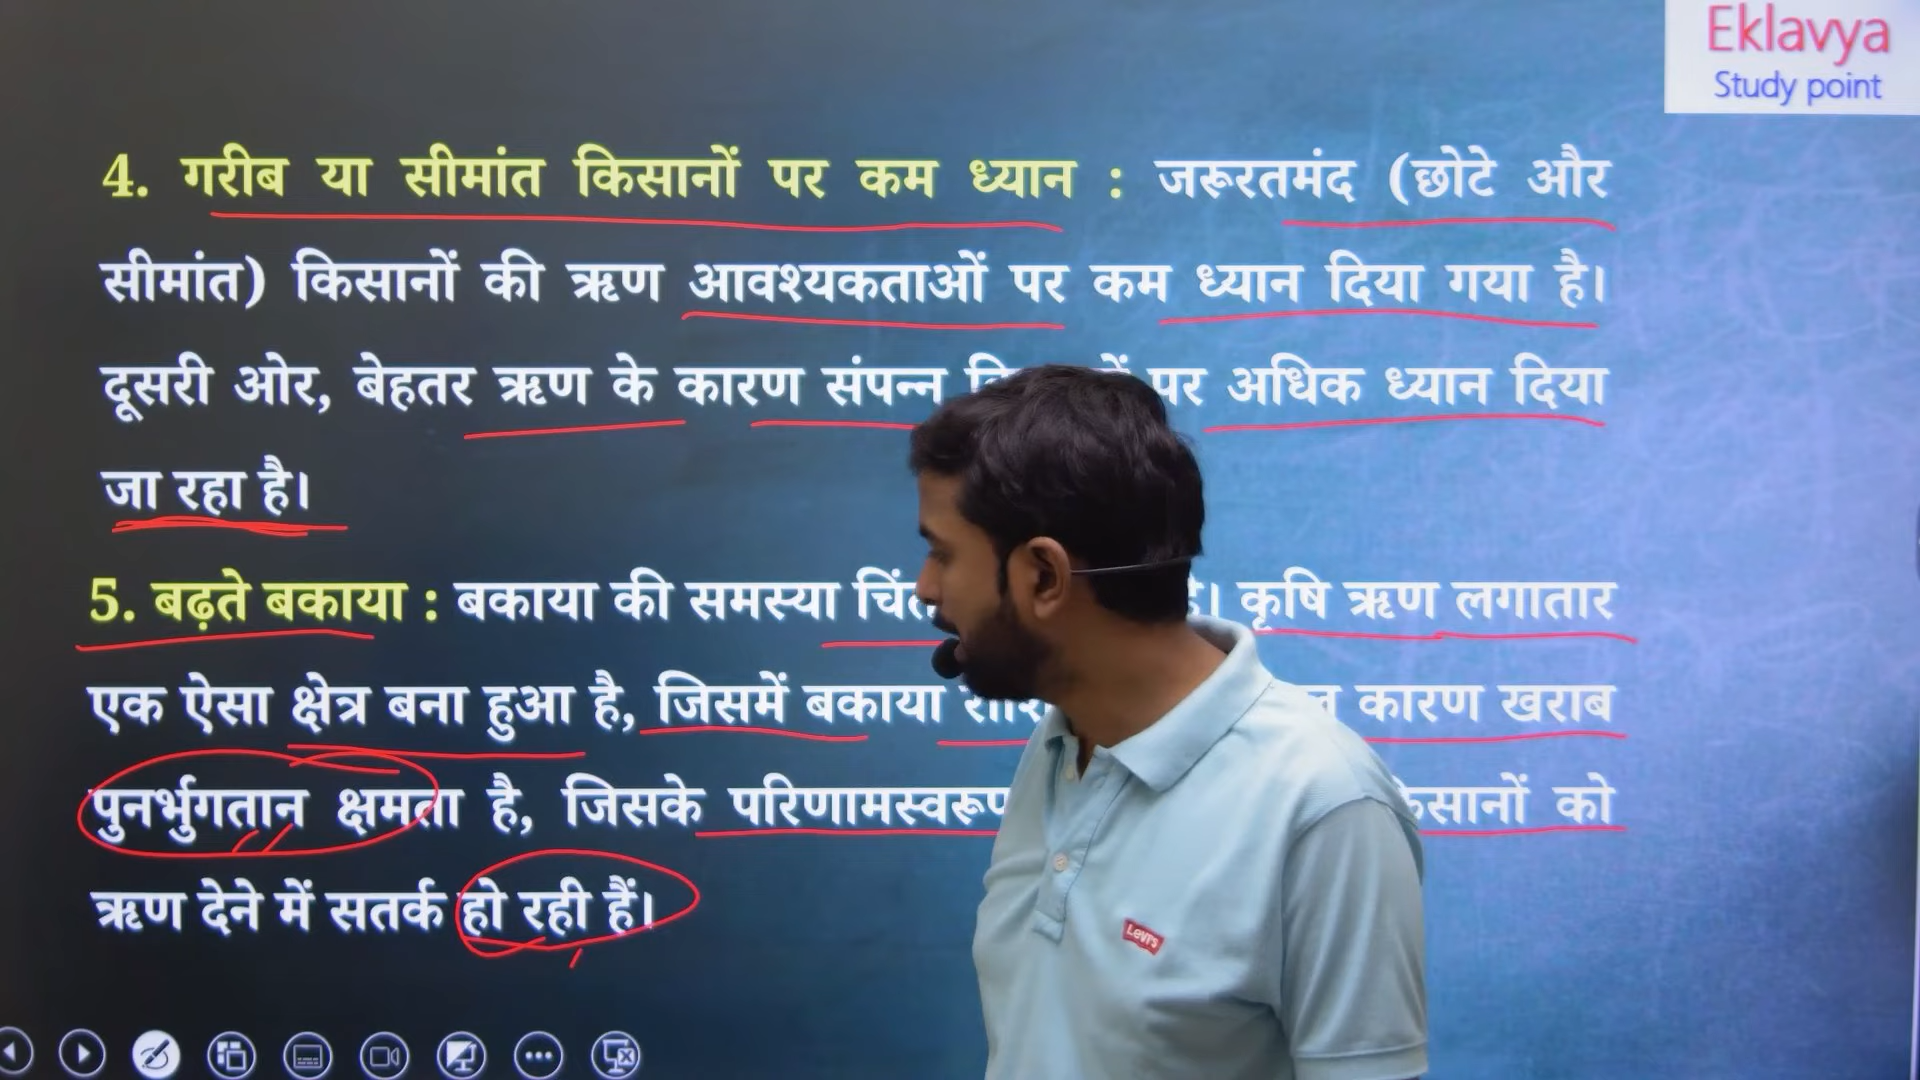 Eklavya
Study point
4. गरीब या सीमांत किसानों पर कम ध्यान : जरूरतमंद (छोटे और
सीमांत) किसानों की ऋण आवश्यकताओं पर कम ध्यान दिया गया है।
दूसरी ओर, बेहतर ऋण के कारण संपन्न पर अधिक ध्यान दिया
जा रहा है।
5. बढ़ते बकाया : बकाया की समस्या कृषि ऋण लगातार
एक ऐसा क्षेत्र बना हुआ है, जिसमें बकाया कारण खराब
पुनर्भुगतान क्षमता है, जिसके परिणामस्वरूप को
ऋण देने में सतर्क हो रही हैं।
Levi's